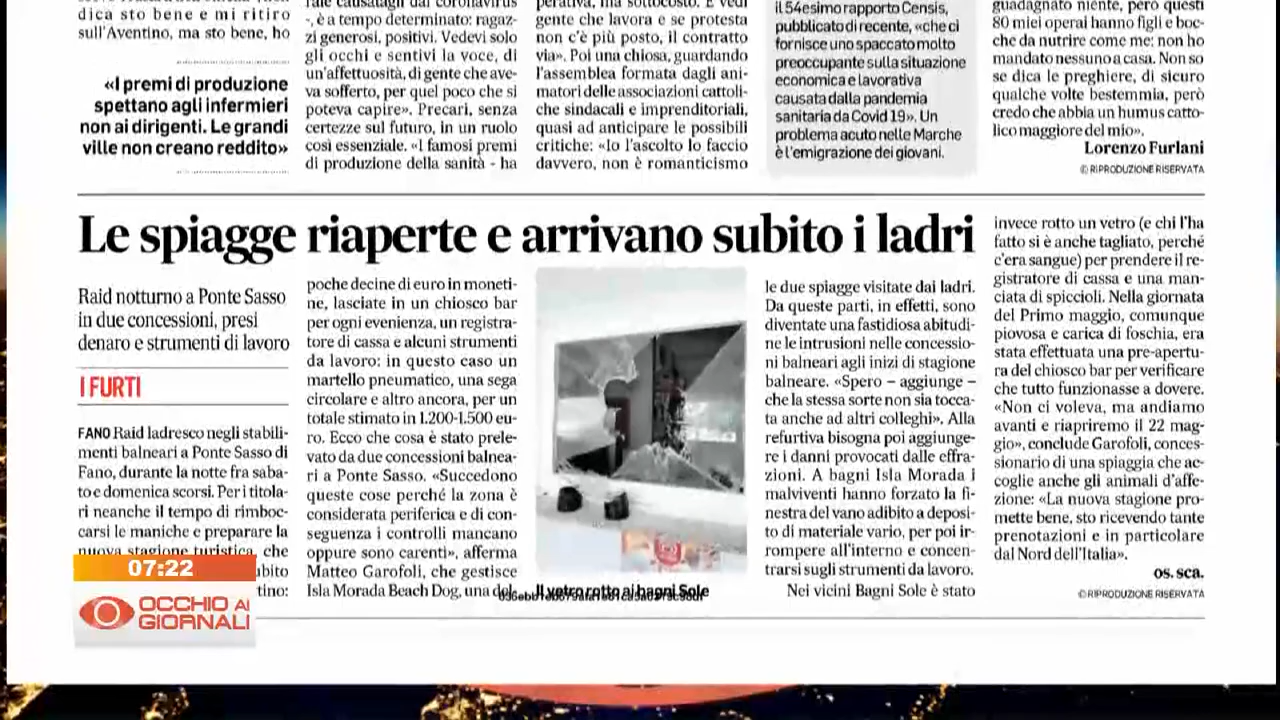 dica sto bene e mi ritiro
sull'Aventino, ma sto bene, ho
«I premi di produzione
spettano agli infermieri
non ai dirigenti. Le grandi
ville non creano reddito»
-, è a tempo determinato: ragaz-
zi generosi, positivi. Vedevi solo
gli occhi e sentivi la voce, di
un'affettuosità, di gente che ave-
va sofferto, per quel poco che si
poteva capire». Precari, senza
certezze sul futuro, in un ruolo
così essenziale. «I famosi premi
di produzione della sanità - ha
perativa, ma sottocosto. E vedi
gente che lavora e se protesta
non c'è più posto, il contratto
via». Poi una chiosa, guardando
l'assemblea formata dagli ani-
matori delle associazioni cattoli-
che sindacali e imprenditoriali,
quasi ad anticipare le possibili
critiche: «Io l'ascolto lo faccio
davvero, non è romanticismo
il 54esimo rapporto Censis,
pubblicato di recente, «che ci
fornisce uno spaccato molto
preoccupante sulla situazione
economica e lavorativa
causata dalla pandemia
sanitaria da Covid 19». Un
problema acuto nelle Marche
è l'emigrazione dei giovani.
guadagnato niente, però questi
80 miei operai hanno figli e boc-
che da nutrire come me: non ho
mandato nessuno a casa. Non so
se dica le preghiere, di sicuro
qualche volte bestemmia, però
credo che abbia un humus catto-
lico maggiore del mio».
Lorenzo Furlani
© RIPRODUZIONE RISERVATA
Le spiagge riaperte e arrivano subito i ladri
Raid notturno a Ponte Sasso
in due concessioni, presi
denaro e strumenti di lavoro
I FURTI
FANO Raid ladresco negli stabili-
menti balneari a Ponte Sasso di
Fano, durante la notte fra saba-
to e domenica scorsi. Per i titola-
ri neanche il tempo di rimboc-
carsi le maniche e preparare la
nuova stagione turistica, che
tino:
poche decine di euro in moneti-
ne, lasciate in un chiosco bar
per ogni evenienza, un registra-
tore di cassa e alcuni strumenti
da lavoro: in questo caso un
martello pneumatico, una sega
circolare e altro ancora, per un
totale stimato in 1.200-1.500 eu-
ro. Ecco che cosa è stato prele-
vato da due concessioni balnea-
ri a Ponte Sasso. «Succedono
queste cose perché la zona è
considerata periferica e di con-
seguenza i controlli mancano
oppure sono carenti», afferma
Matteo Garofoli, che gestisce
Isla Morada Beach Dog, una del-
Il vetro rotto ai bagni Sole
le due spiagge visitate dai ladri.
Da queste parti, in effetti, sono
diventate una fastidiosa abitudi-
ne le intrusioni nelle concessio-
ni balneari agli inizi di stagione
balneare. «Spero – aggiunge –
che la stessa sorte non sia tocca-
ta anche ad altri colleghi». Alla
refurtiva bisogna poi aggiunge-
re i danni provocati dalle effra-
zioni. A bagni Isla Morada i
malviventi hanno forzato la fi-
nestra del vano adibito a deposi-
to di materiale vario, per poi ir-
rompere all'interno e concen-
trarsi sugli strumenti da lavoro.
Nei vicini Bagni Sole è stato
invece rotto un vetro (e chi l'ha
fatto si è anche tagliato, perché
c'era sangue) per prendere il re-
gistratore di cassa e una man-
ciata di spiccioli. Nella giornata
del Primo maggio, comunque
piovosa e carica di foschia, era
stata effettuata una pre-apertu-
ra del chiosco bar per verificare
che tutto funzionasse a dovere.
«Non ci voleva, ma andiamo
avanti e riapriremo il 22 mag-
gio», conclude Garofoli, conces-
sionario di una spiaggia che ac-
coglie anche gli animali d'affe-
zione: «La nuova stagione pro-
mette bene, sto ricevendo tante
prenotazioni e in particolare
dal Nord dell'Italia».
os. sca.
© RIPRODUZIONE RISERVATA
07:22
OCCHIO AI
GIORNALI